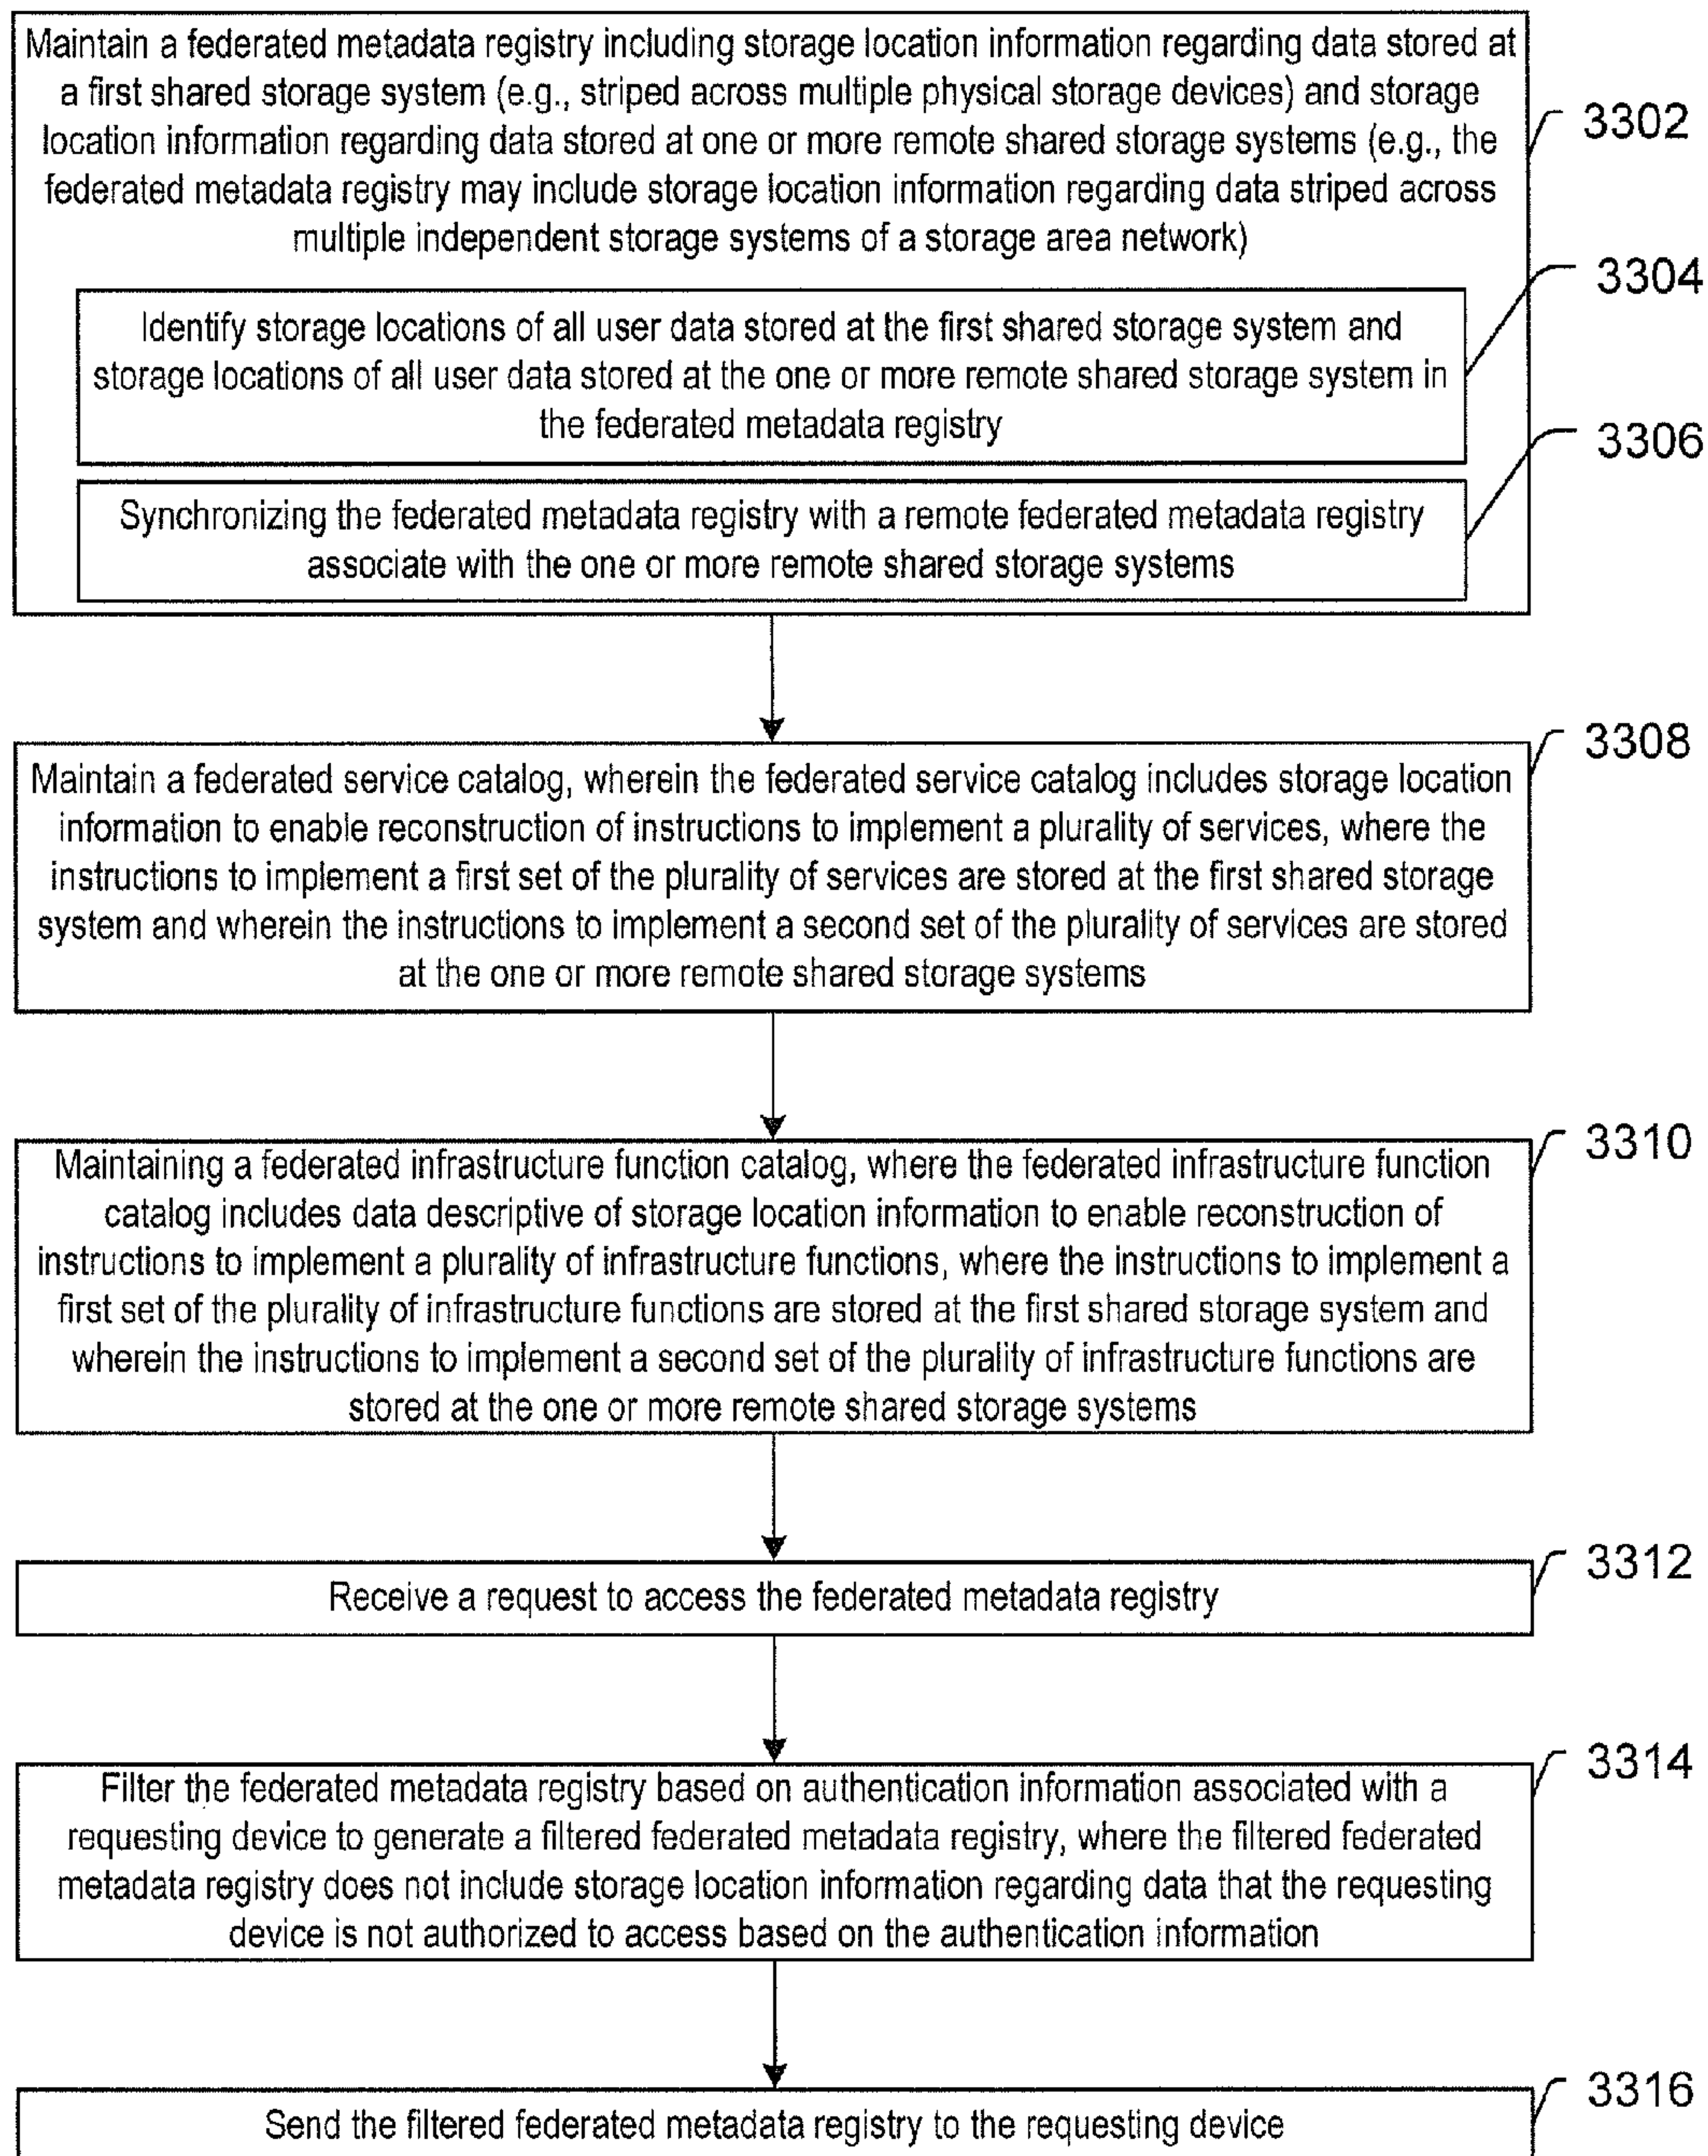 Maintain a federated metadata registry including storage location information regarding data stored at
a first shared storage system (e.g., striped across multiple physical storage devices) and storage
location information regarding data stored at one or more remote shared storage systems (e.g., the
federated metadata registry may include storage location information regarding data striped across
multiple independent storage systems of a storage area network)
3302
Identify storage locations of all user data stored at the first shared storage system and
storage locations of all user data stored at the one or more remote shared storage system in
the federated metadata registry
3304
Synchronizing the federated metadata registry with a remote federated metadata registry
associate with the one or more remote shared storage systems
3306
Maintain a federated service catalog, wherein the federated service catalog includes storage location
information to enable reconstruction of instructions to implement a plurality of services, where the
instructions to implement a first set of the plurality of services are stored at the first shared storage
system and wherein the instructions to implement a second set of the plurality of services are stored
at the one or more remote shared storage systems
3308
Maintaining a federated infrastructure function catalog, where the federated infrastructure function
catalog includes data descriptive of storage location information to enable reconstruction of
instructions to implement a plurality of infrastructure functions, where the instructions to implement a
first set of the plurality of infrastructure functions are stored at the first shared storage system and
wherein the instructions to implement a second set of the plurality of infrastructure functions are
stored at the one or more remote shared storage systems
3310
Receive a request to access the federated metadata registry
3312
Filter the federated metadata registry based on authentication information associated with a
requesting device to generate a filtered federated metadata registry, where the filtered federated
metadata registry does not include storage location information regarding data that the requesting
device is not authorized to access based on the authentication information
3314
Send the filtered federated metadata registry to the requesting device
3316